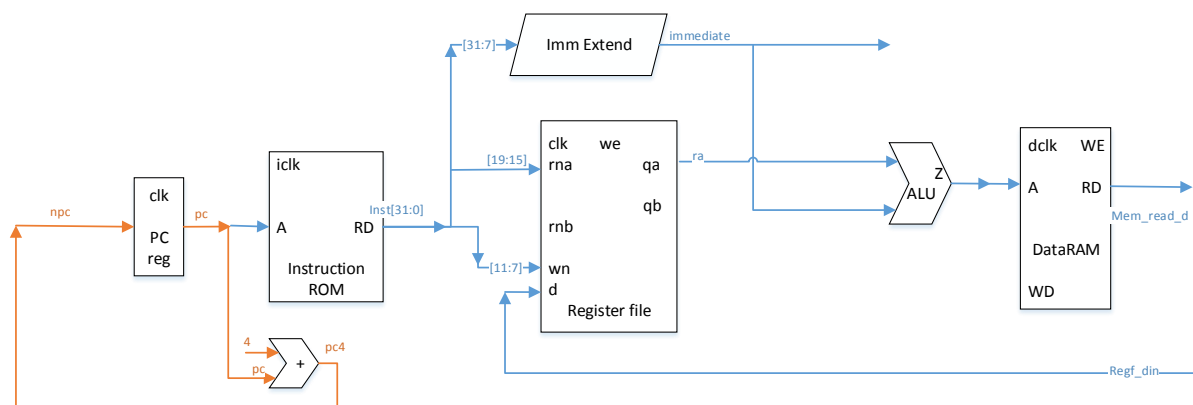 [31:7]
Imm Extend
immediate
clk
we
[19:15]
rna
qa
ra
qb
rnb
[11:7]
wn
d
Register file
iclk
Inst[31:0]
A
RD
Instruction
ROM
npc
clk
PC
reg
pc
4
pc
+
pc4
Z
ALU
dclk
WE
A
RD
Mem_read_d
DataRAM
WD
Regf_din